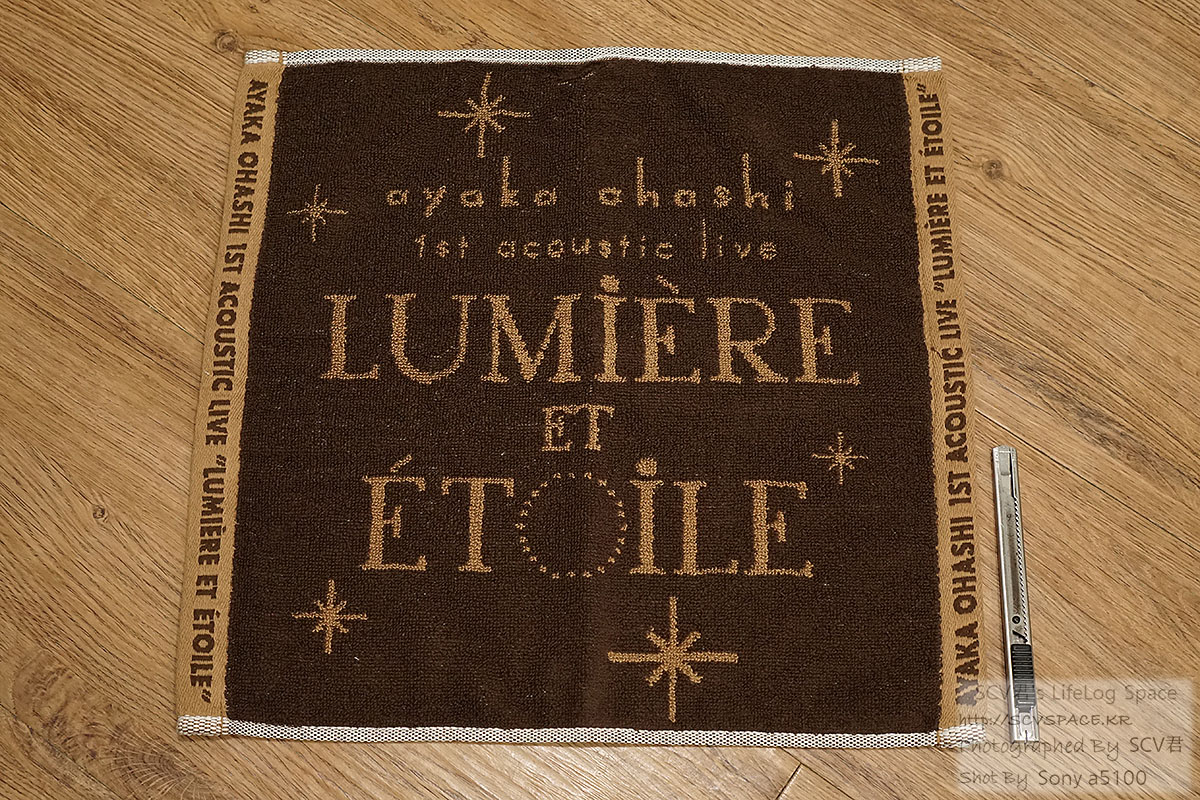 ayaka ohashi
1st acoustic live
LUMIÈRE
ET
ÉTOILE
AYAKA OHASHI 1ST ACOUSTIC LIVE "LUMIÈRE ET ÉTOILE"
AYAKA OHASHI 1ST ACOUSTIC LIVE "LUMIÈRE ET ÉTOILE"
SCV君's LifeLog Space
http://SCVSPACE.KR
Photographed By SCV君
Shot By Sony a5100